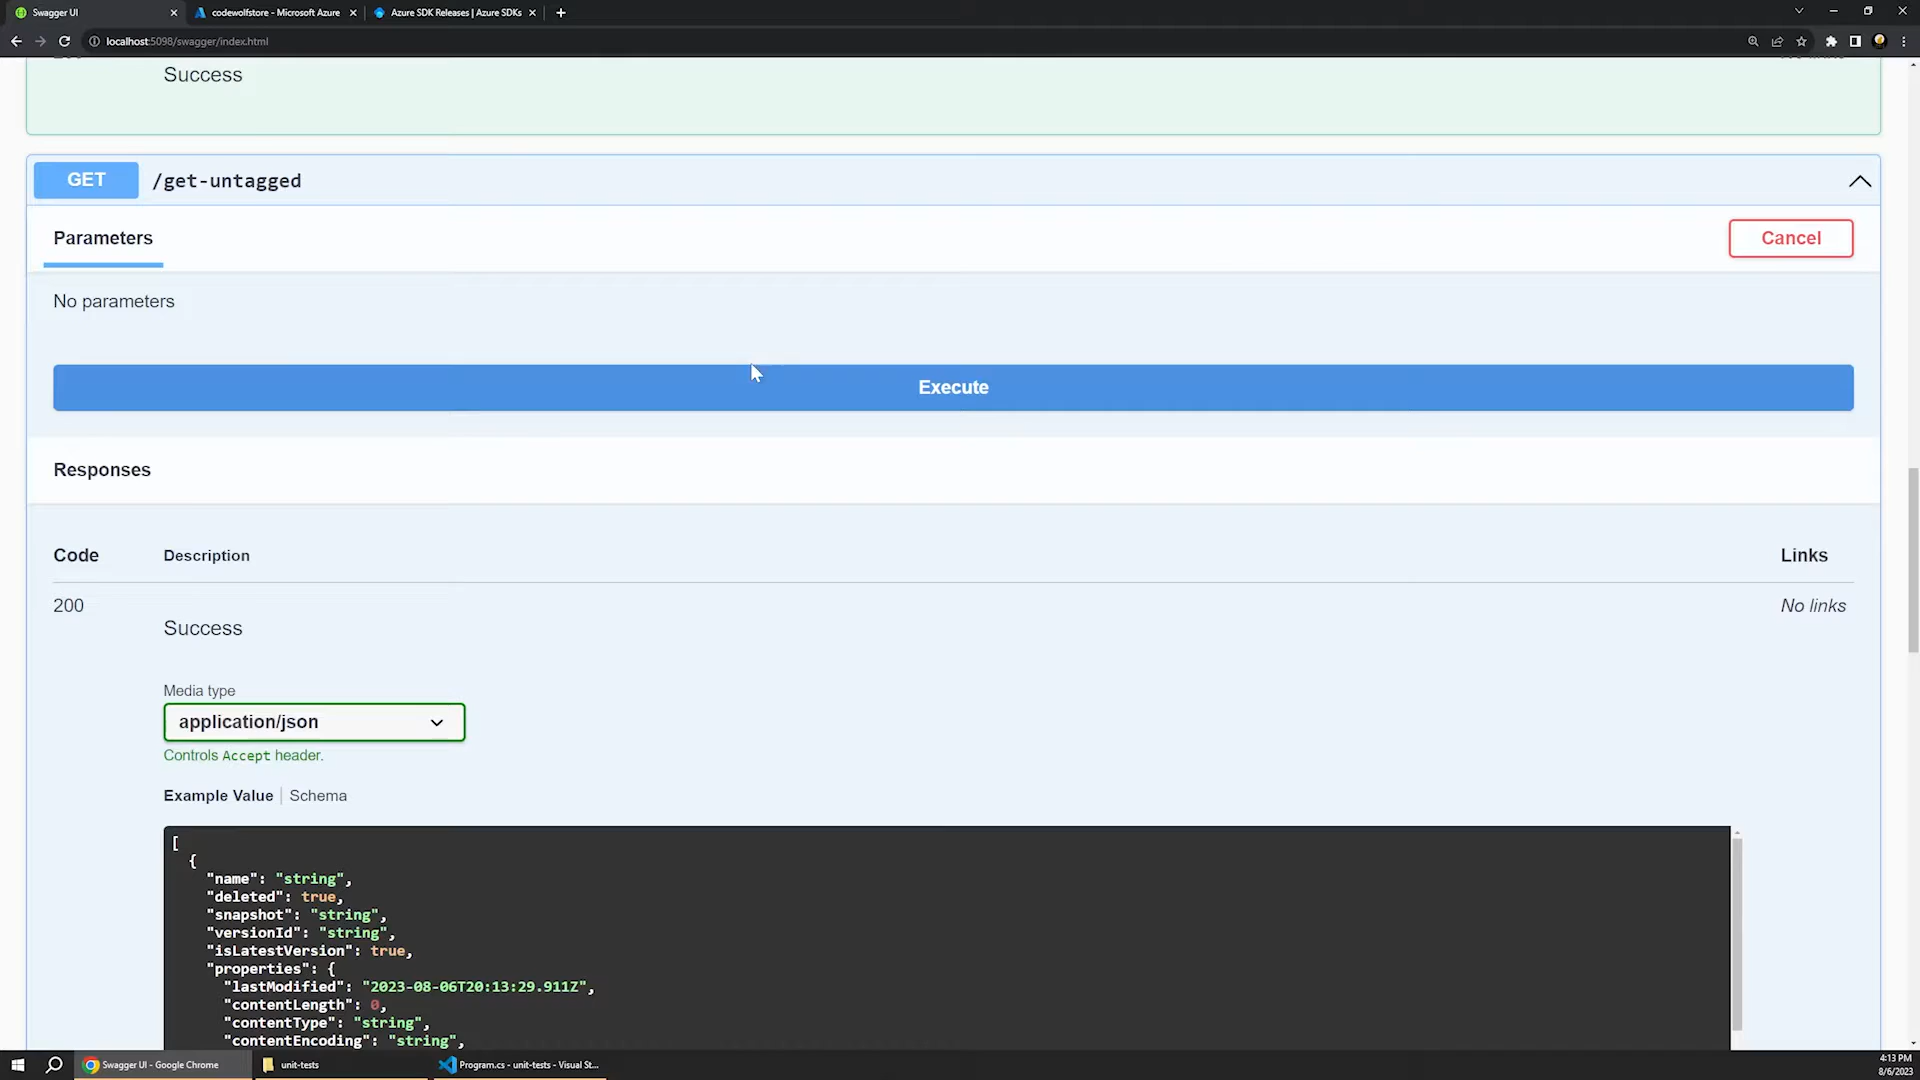 Swagger UI
codewolfstore - Microsoft Azure
Azure SDK Releases | Azure SDKs
localhost:5098/swagger/index.html
Success
GET /get-untagged
Parameters
Cancel
No parameters
Execute
Responses
Code Description Links
200 No links
Success
Media type
application/json
Controls Accept header.
Example Value | Schema
[
{
"name": "string",
"deleted": true,
"snapshot": "string",
"versionId": "string",
"isLatestVersion": true,
"properties": {
"lastModified": "2023-08-06T20:13:29.911Z",
"contentLength": 0,
"contentType": "string",
"contentEncoding": "string",
Swagger UI - Google Chrome
unit-tests
Program.cs - unit-tests - Visual St...
4:13 PM
8/6/2023